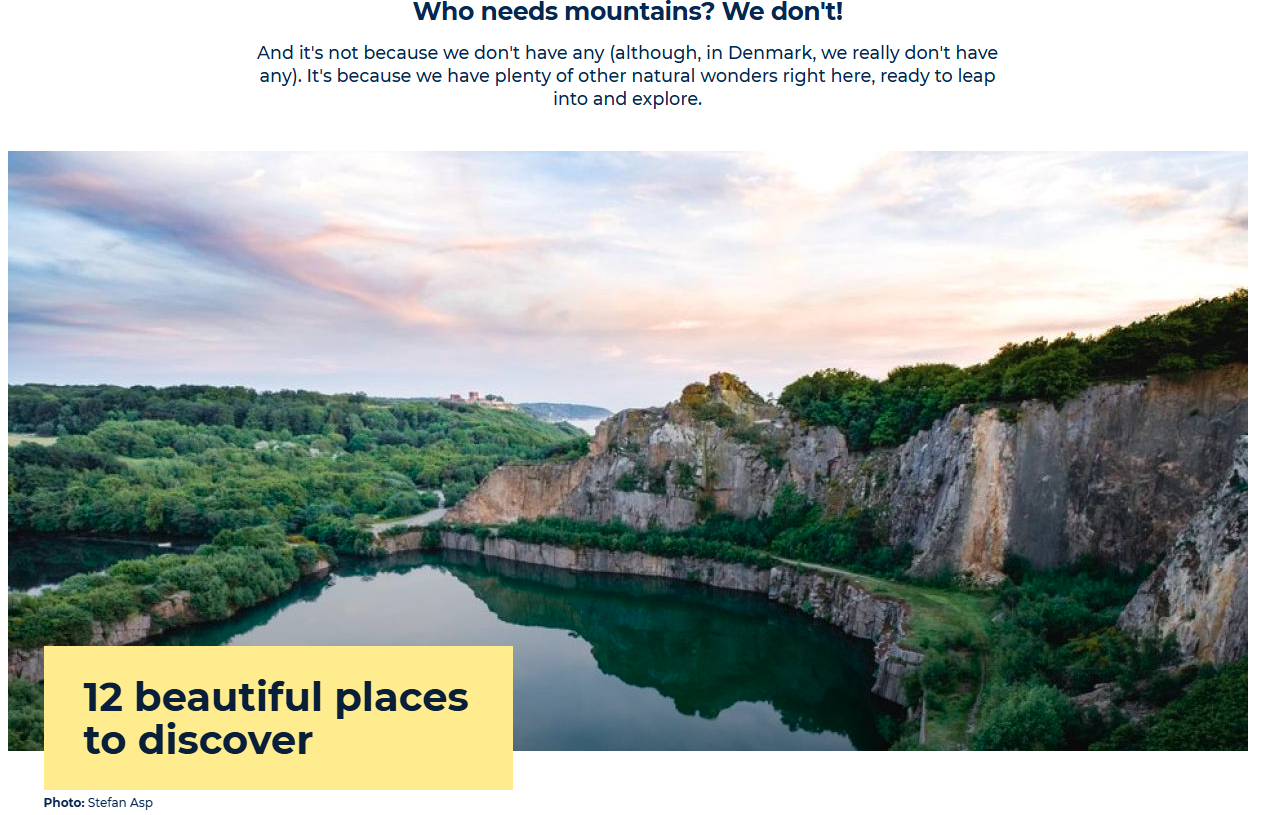 Who needs mountains? We don't!
And it's not because we don't have any (although, in Denmark, we really don't have
any). It's because we have plenty of other natural wonders right here, ready to leap
into and explore.
12 beautiful places
to discover
Photo: Stefan Asp